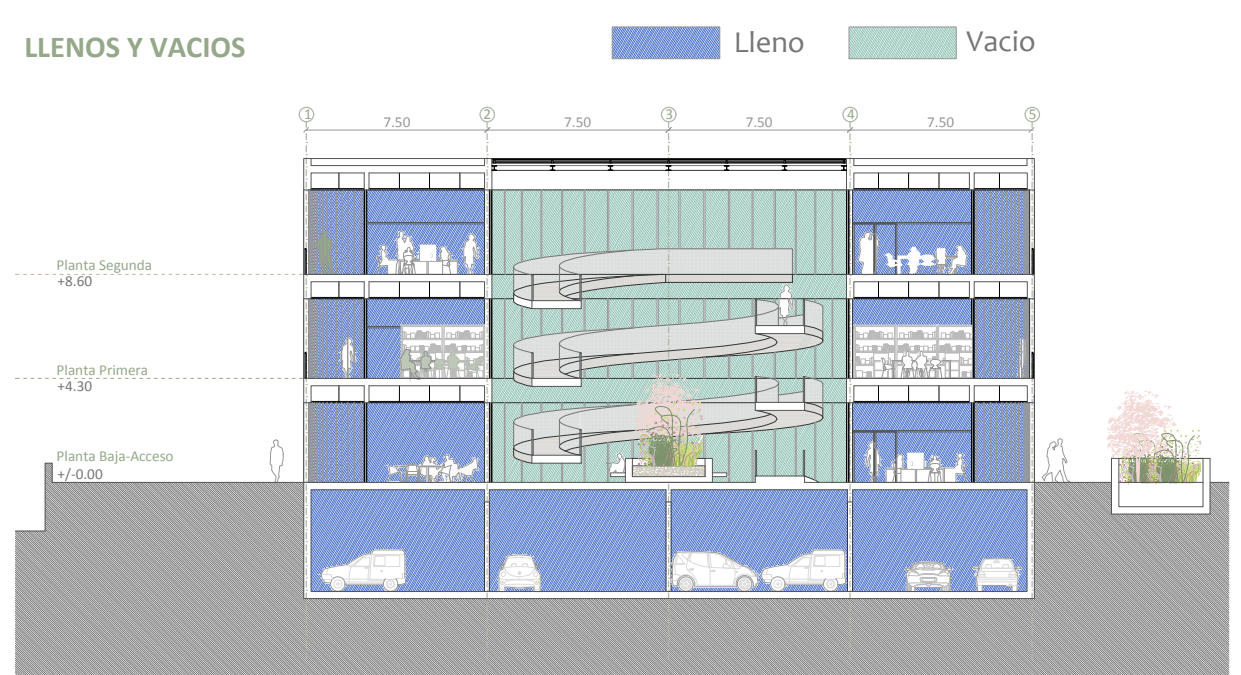 LLENOS Y VACIOS
Lleno
Vacio
1 2 3 4 5
7.50 7.50 7.50 7.50
Planta Segunda
+8.60
Planta Primera
+4.30
Planta Baja-Acceso
+/-0.00